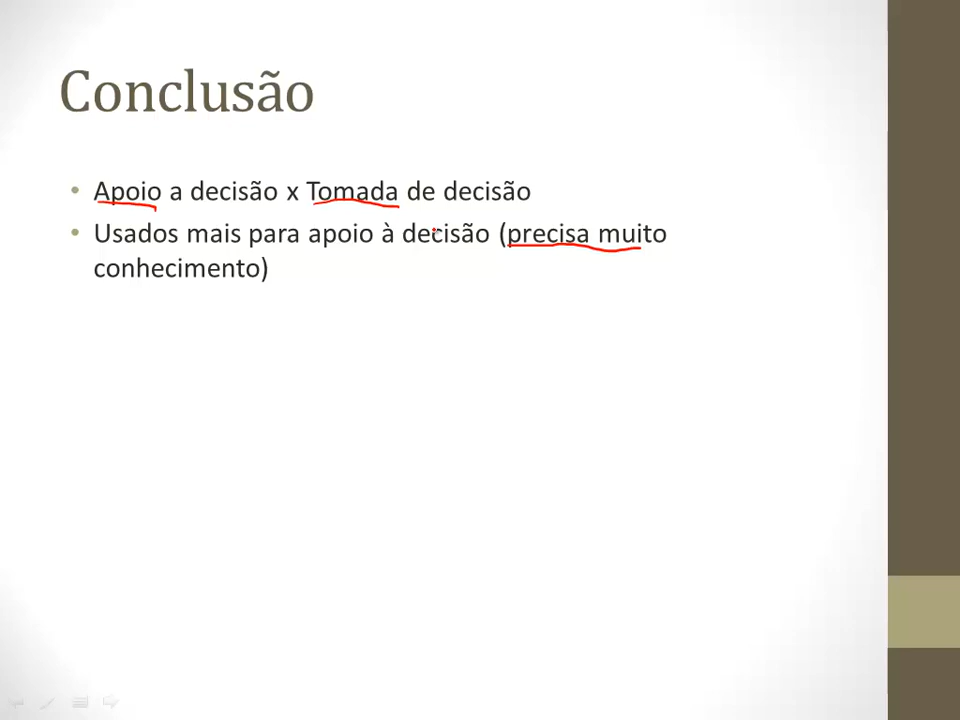 Conclusão
• Apoio a decisão x Tomada de decisão
• Usados mais para apoio à decisão (precisa muito
conhecimento)